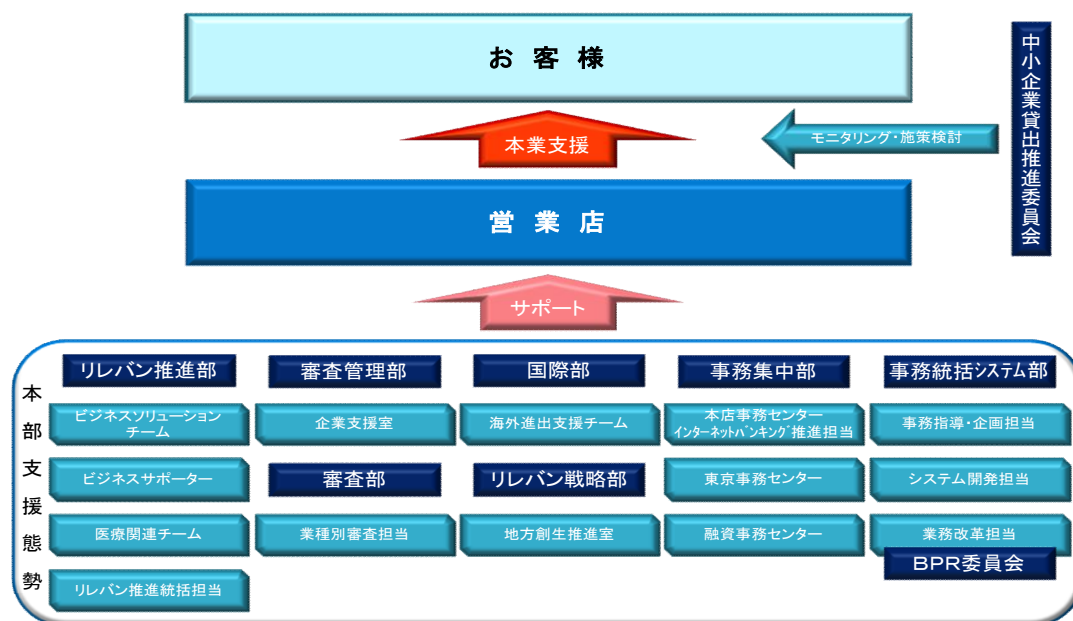 お客様
中小企業貸出推進委員会
本業支援
モニタリング・施策検討
営業店
サポート
本部支援態勢
リレバン推進部
ビジネスソリューション
チーム
ビジネスサポーター
医療関連チーム
リレバン推進統括担当
審査管理部
企業支援室
審査部
業種別審査担当
国際部
海外進出支援チーム
リレバン戦略部
地方創生推進室
事務集中部
本店事務センター
インターネットバンキング推進担当
東京事務センター
融資事務センター
事務統括システム部
事務指導・企画担当
システム開発担当
業務改革担当
BPR委員会